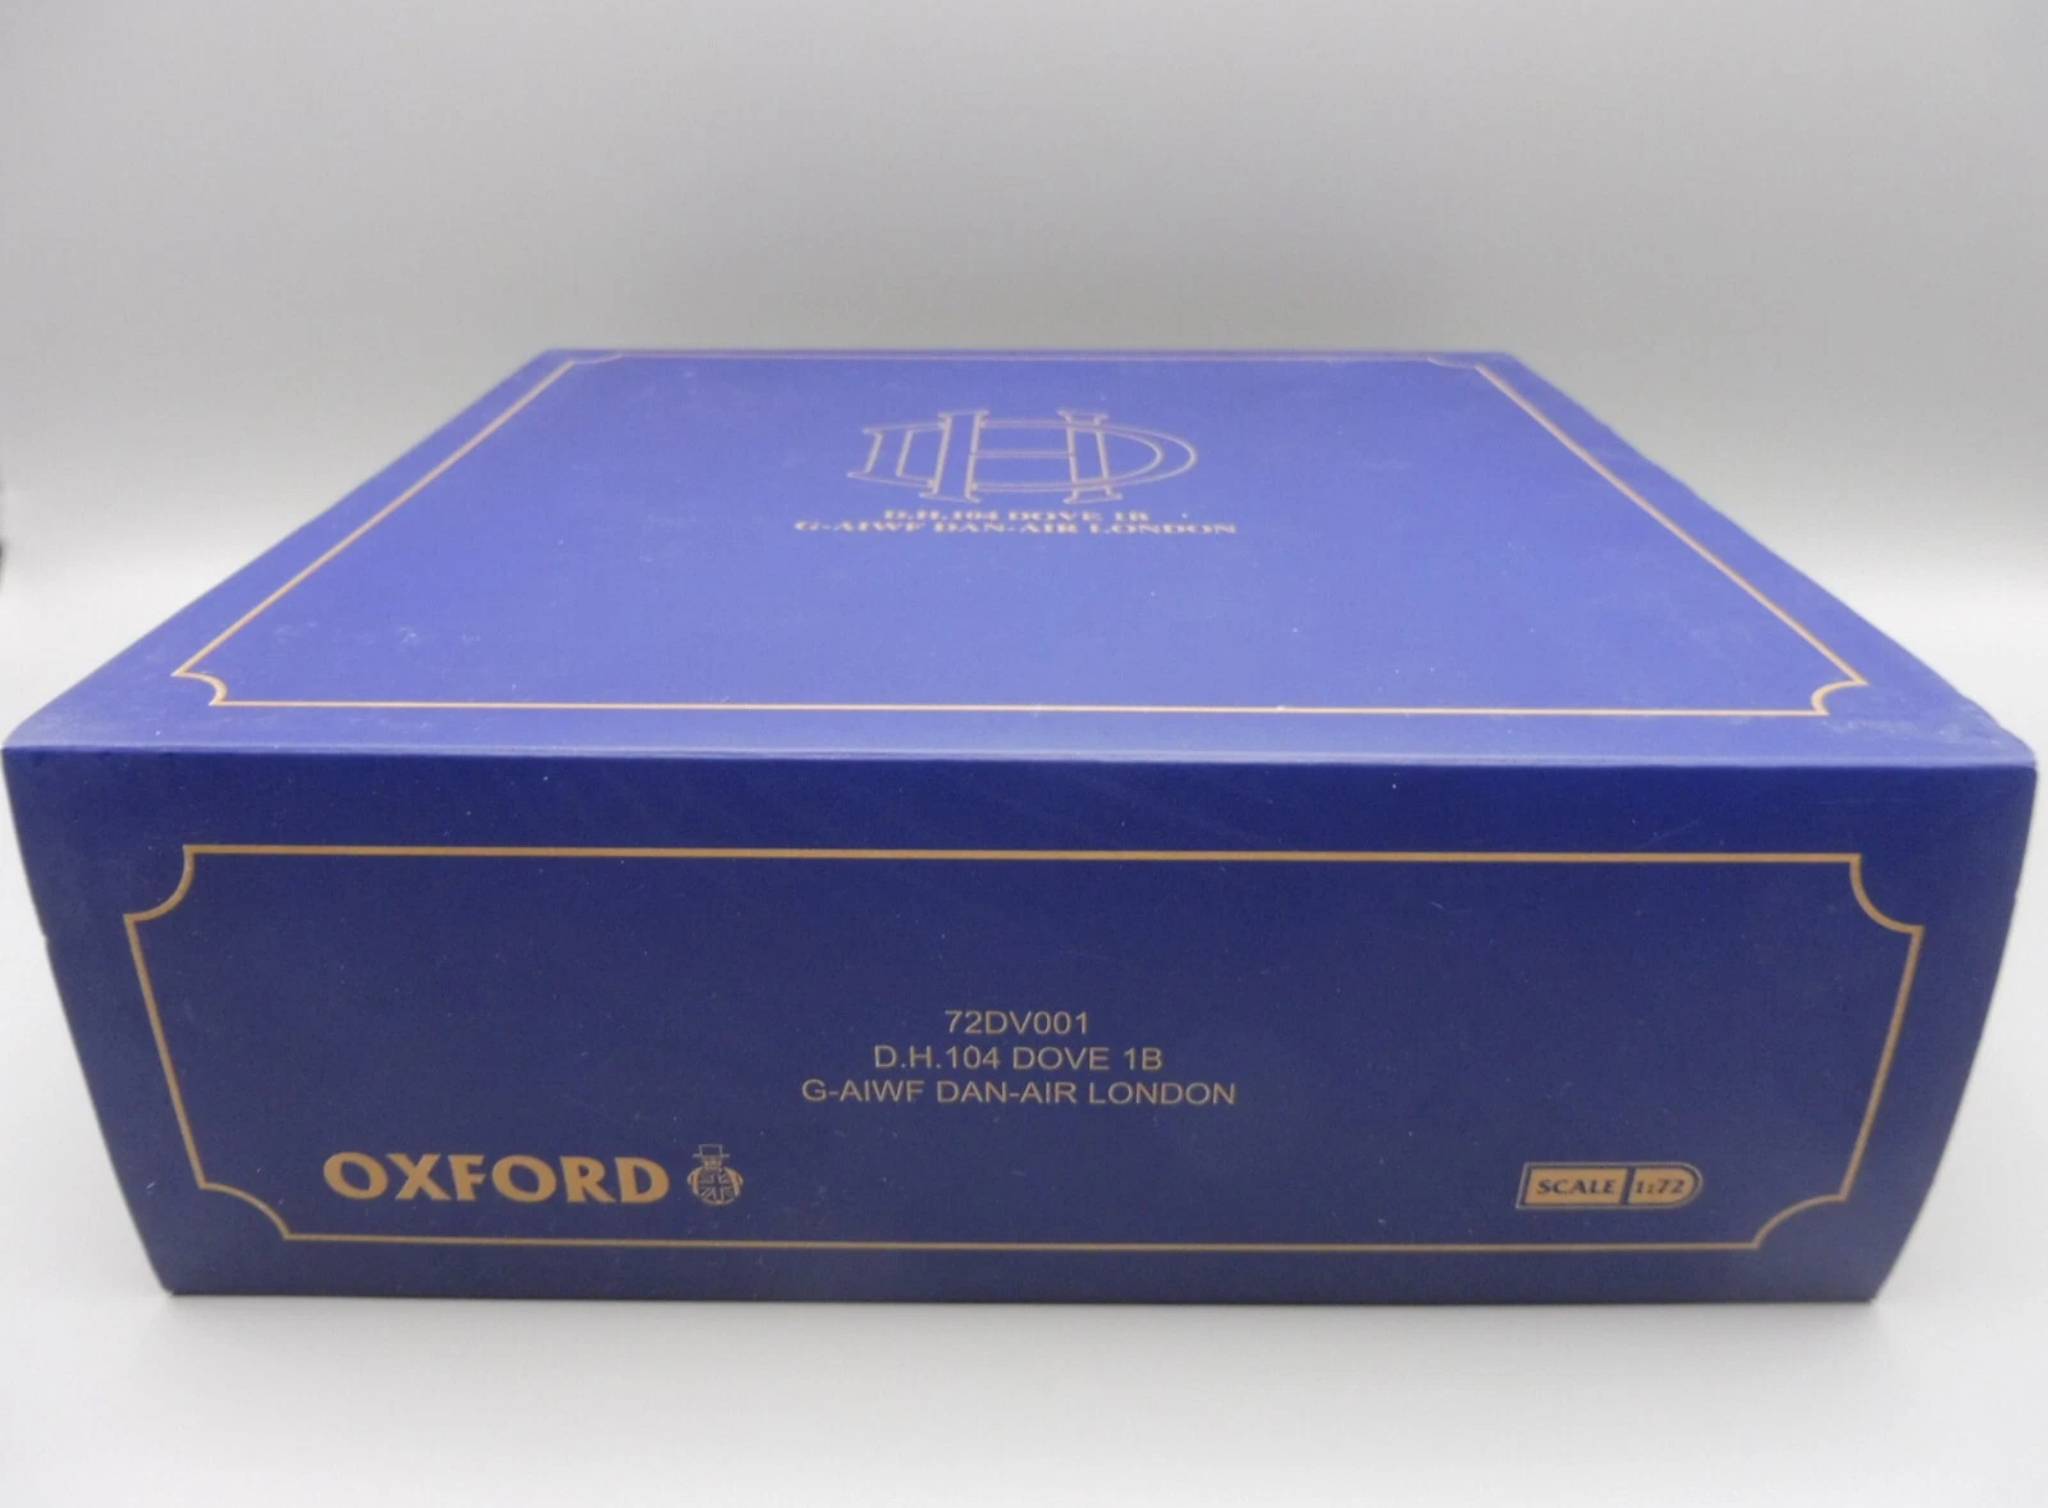 DH
D.H.104 DOVE 1B
G-AIWF DAN-AIR LONDON
72DV001
D.H.104 DOVE 1B
G-AIWF DAN-AIR LONDON
OXFORD
SCALE 1:72